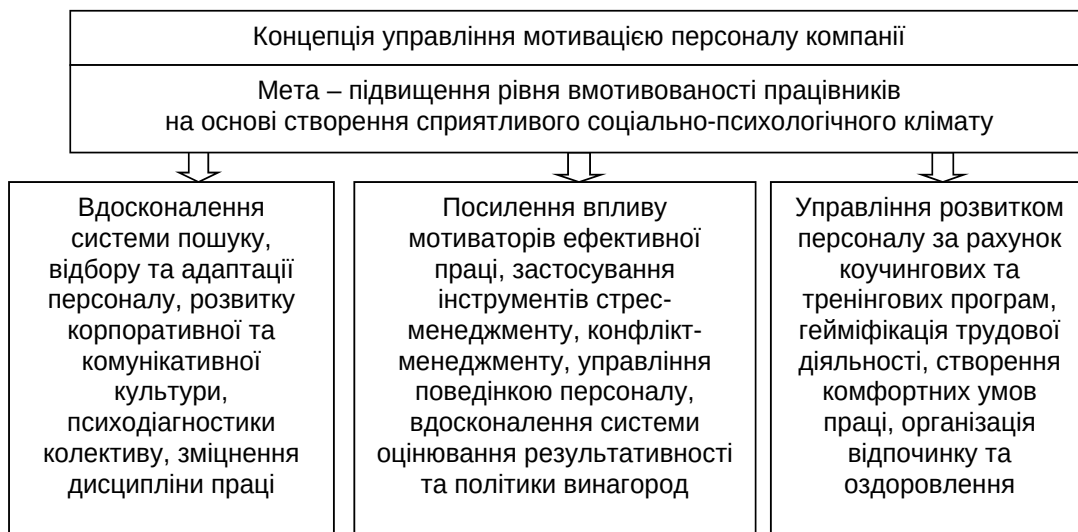 Концепція управління мотивацією персоналу компанії
Мета – підвищення рівня вмотивованості працівників
на основі створення сприятливого соціально-психологічного клімату
Вдосконалення
системи пошуку,
відбору та адаптації
персоналу, розвитку
корпоративної та
комунікативної
культури,
психодіагностики
колективу, зміцнення
дисципліни праці
Посилення впливу
мотиваторів ефективної
праці, застосування
інструментів стрес-
менеджменту, конфлікт-
менеджменту, управління
поведінкою персоналу,
вдосконалення системи
оцінювання результативності
та політики винагород
Управління розвитком
персоналу за рахунок
коучингових та
тренінгових програм,
гейміфікація трудової
діяльності, створення
комфортних умов
праці, організація
відпочинку та
оздоровлення